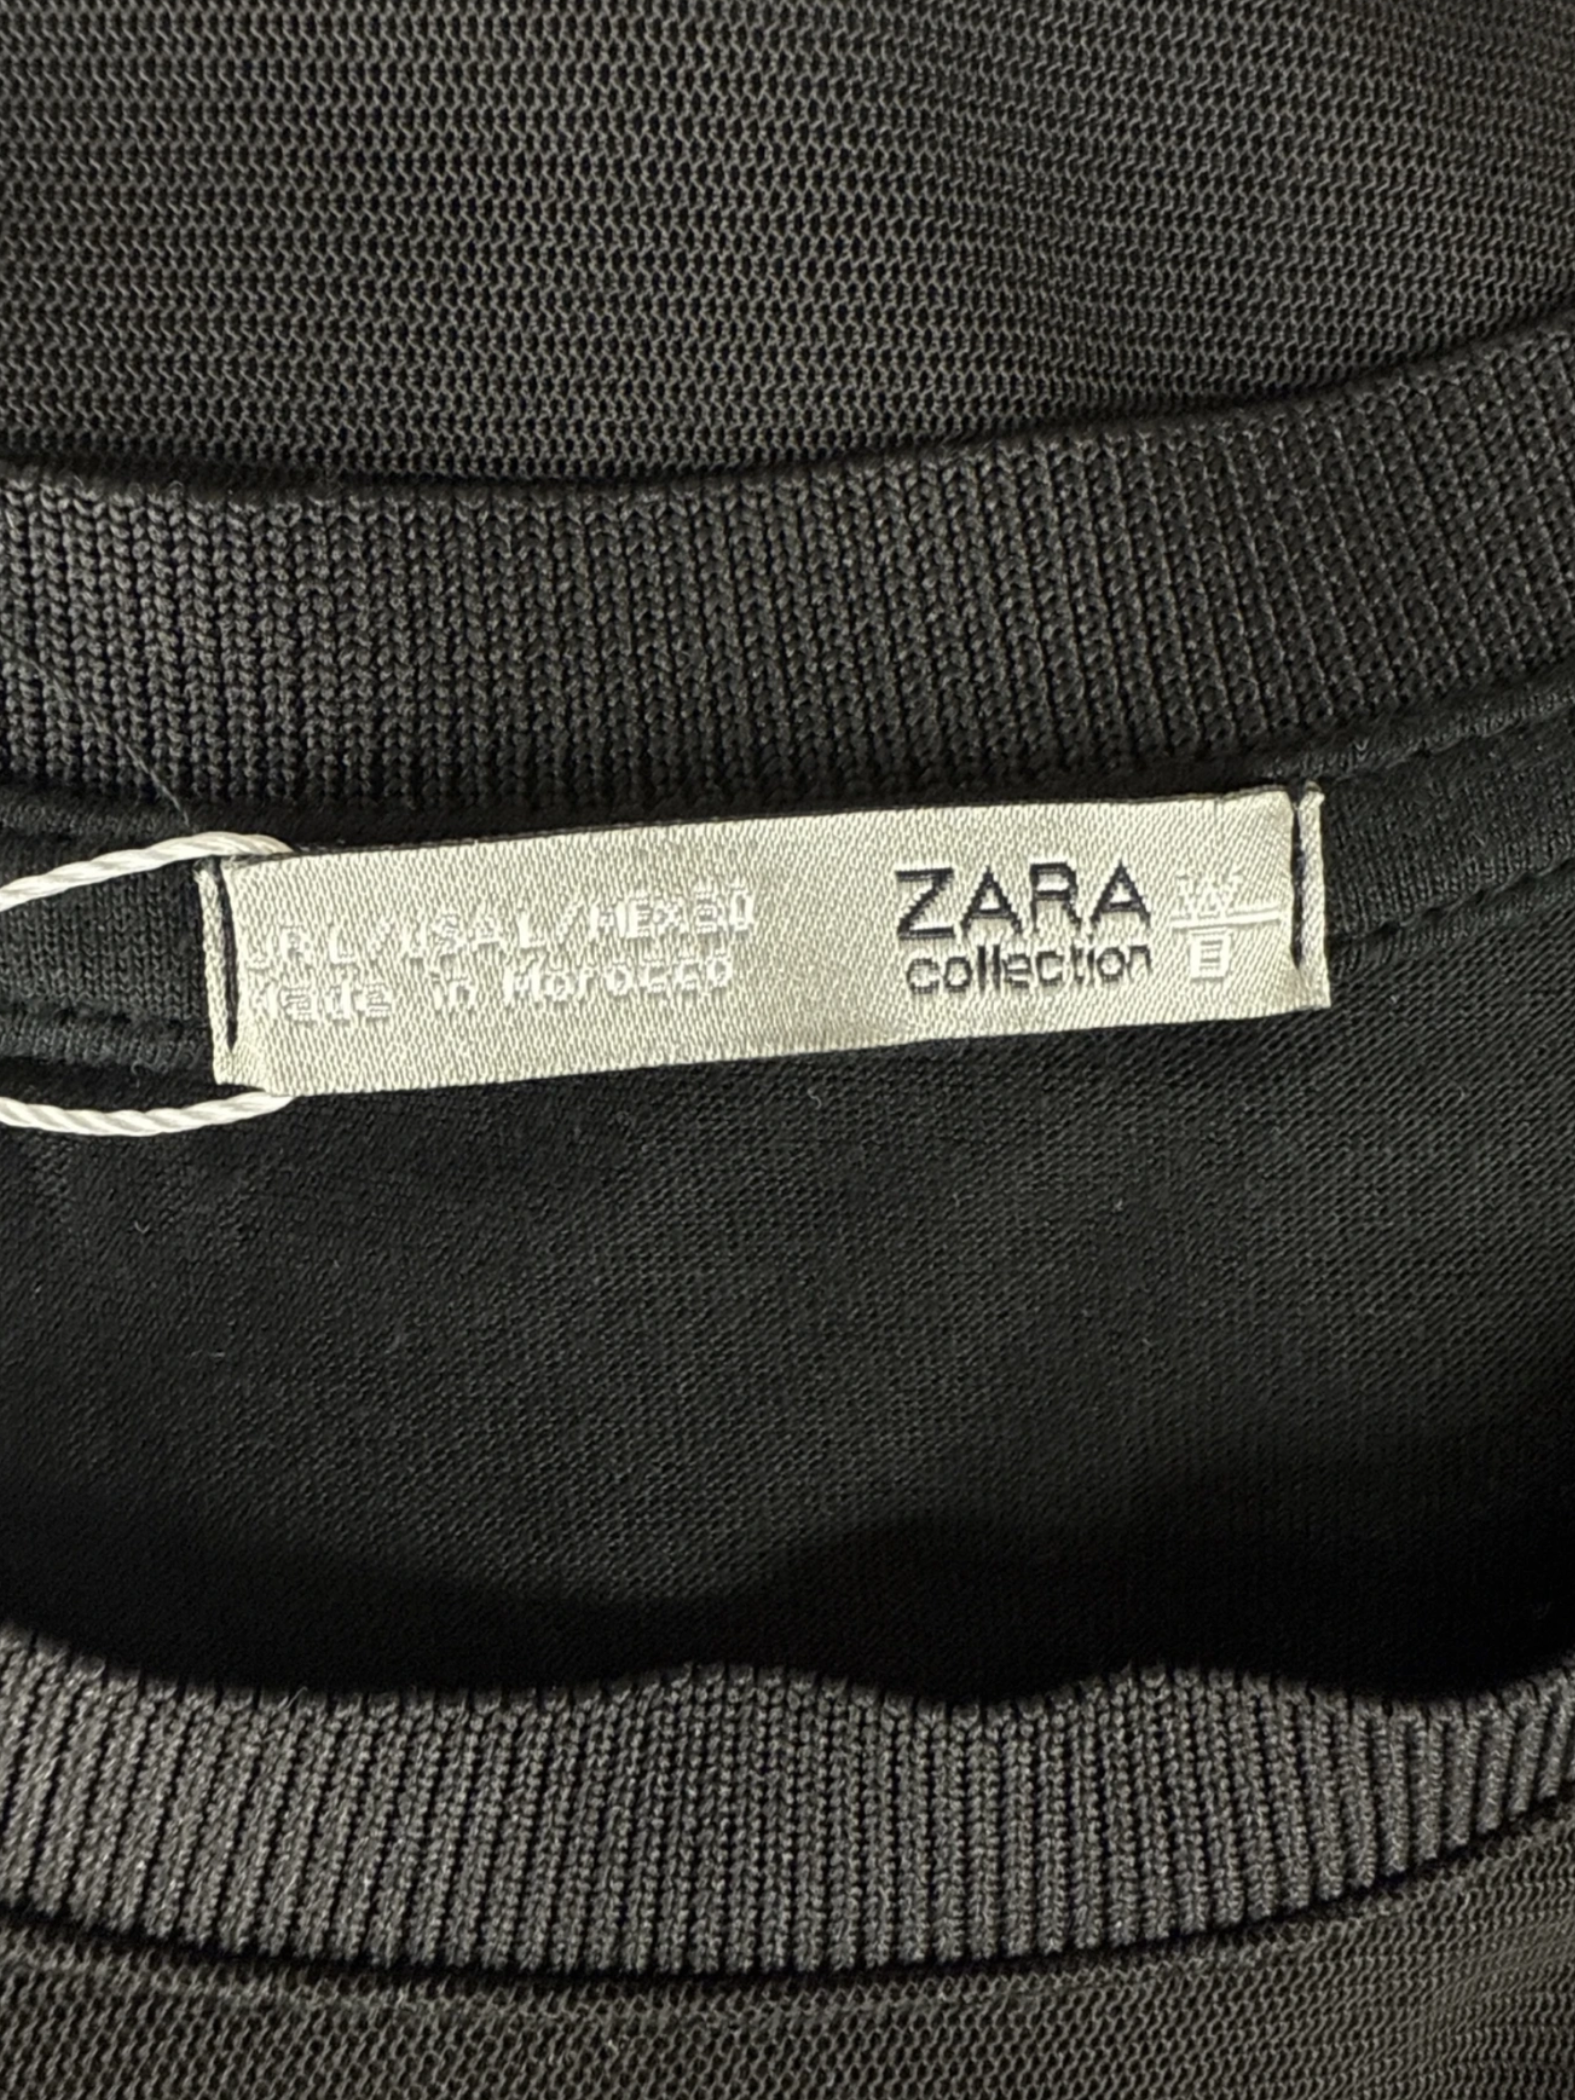 EUR L/USA L/MEX 30
Made in Morocco
ZARA
collection
W
B